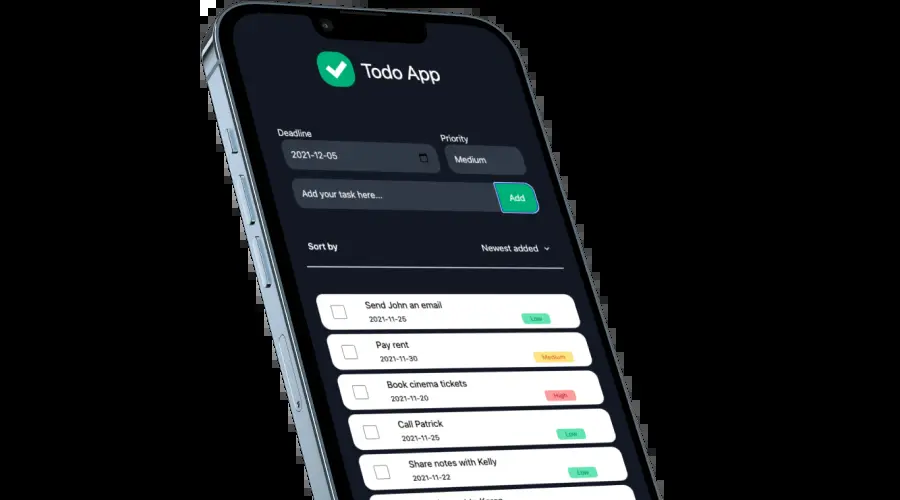 Todo App
Deadline
Priority
2021-12-05
Medium
Add your task here...
Add
Sort by
Newest added
Send John an email
2021-11-26
Low
Pay rent
2021-11-30
Medium
Book cinema tickets
2021-11-20
High
Call Patrick
2021-11-25
Low
Share notes with Kelly
2021-11-22
Low